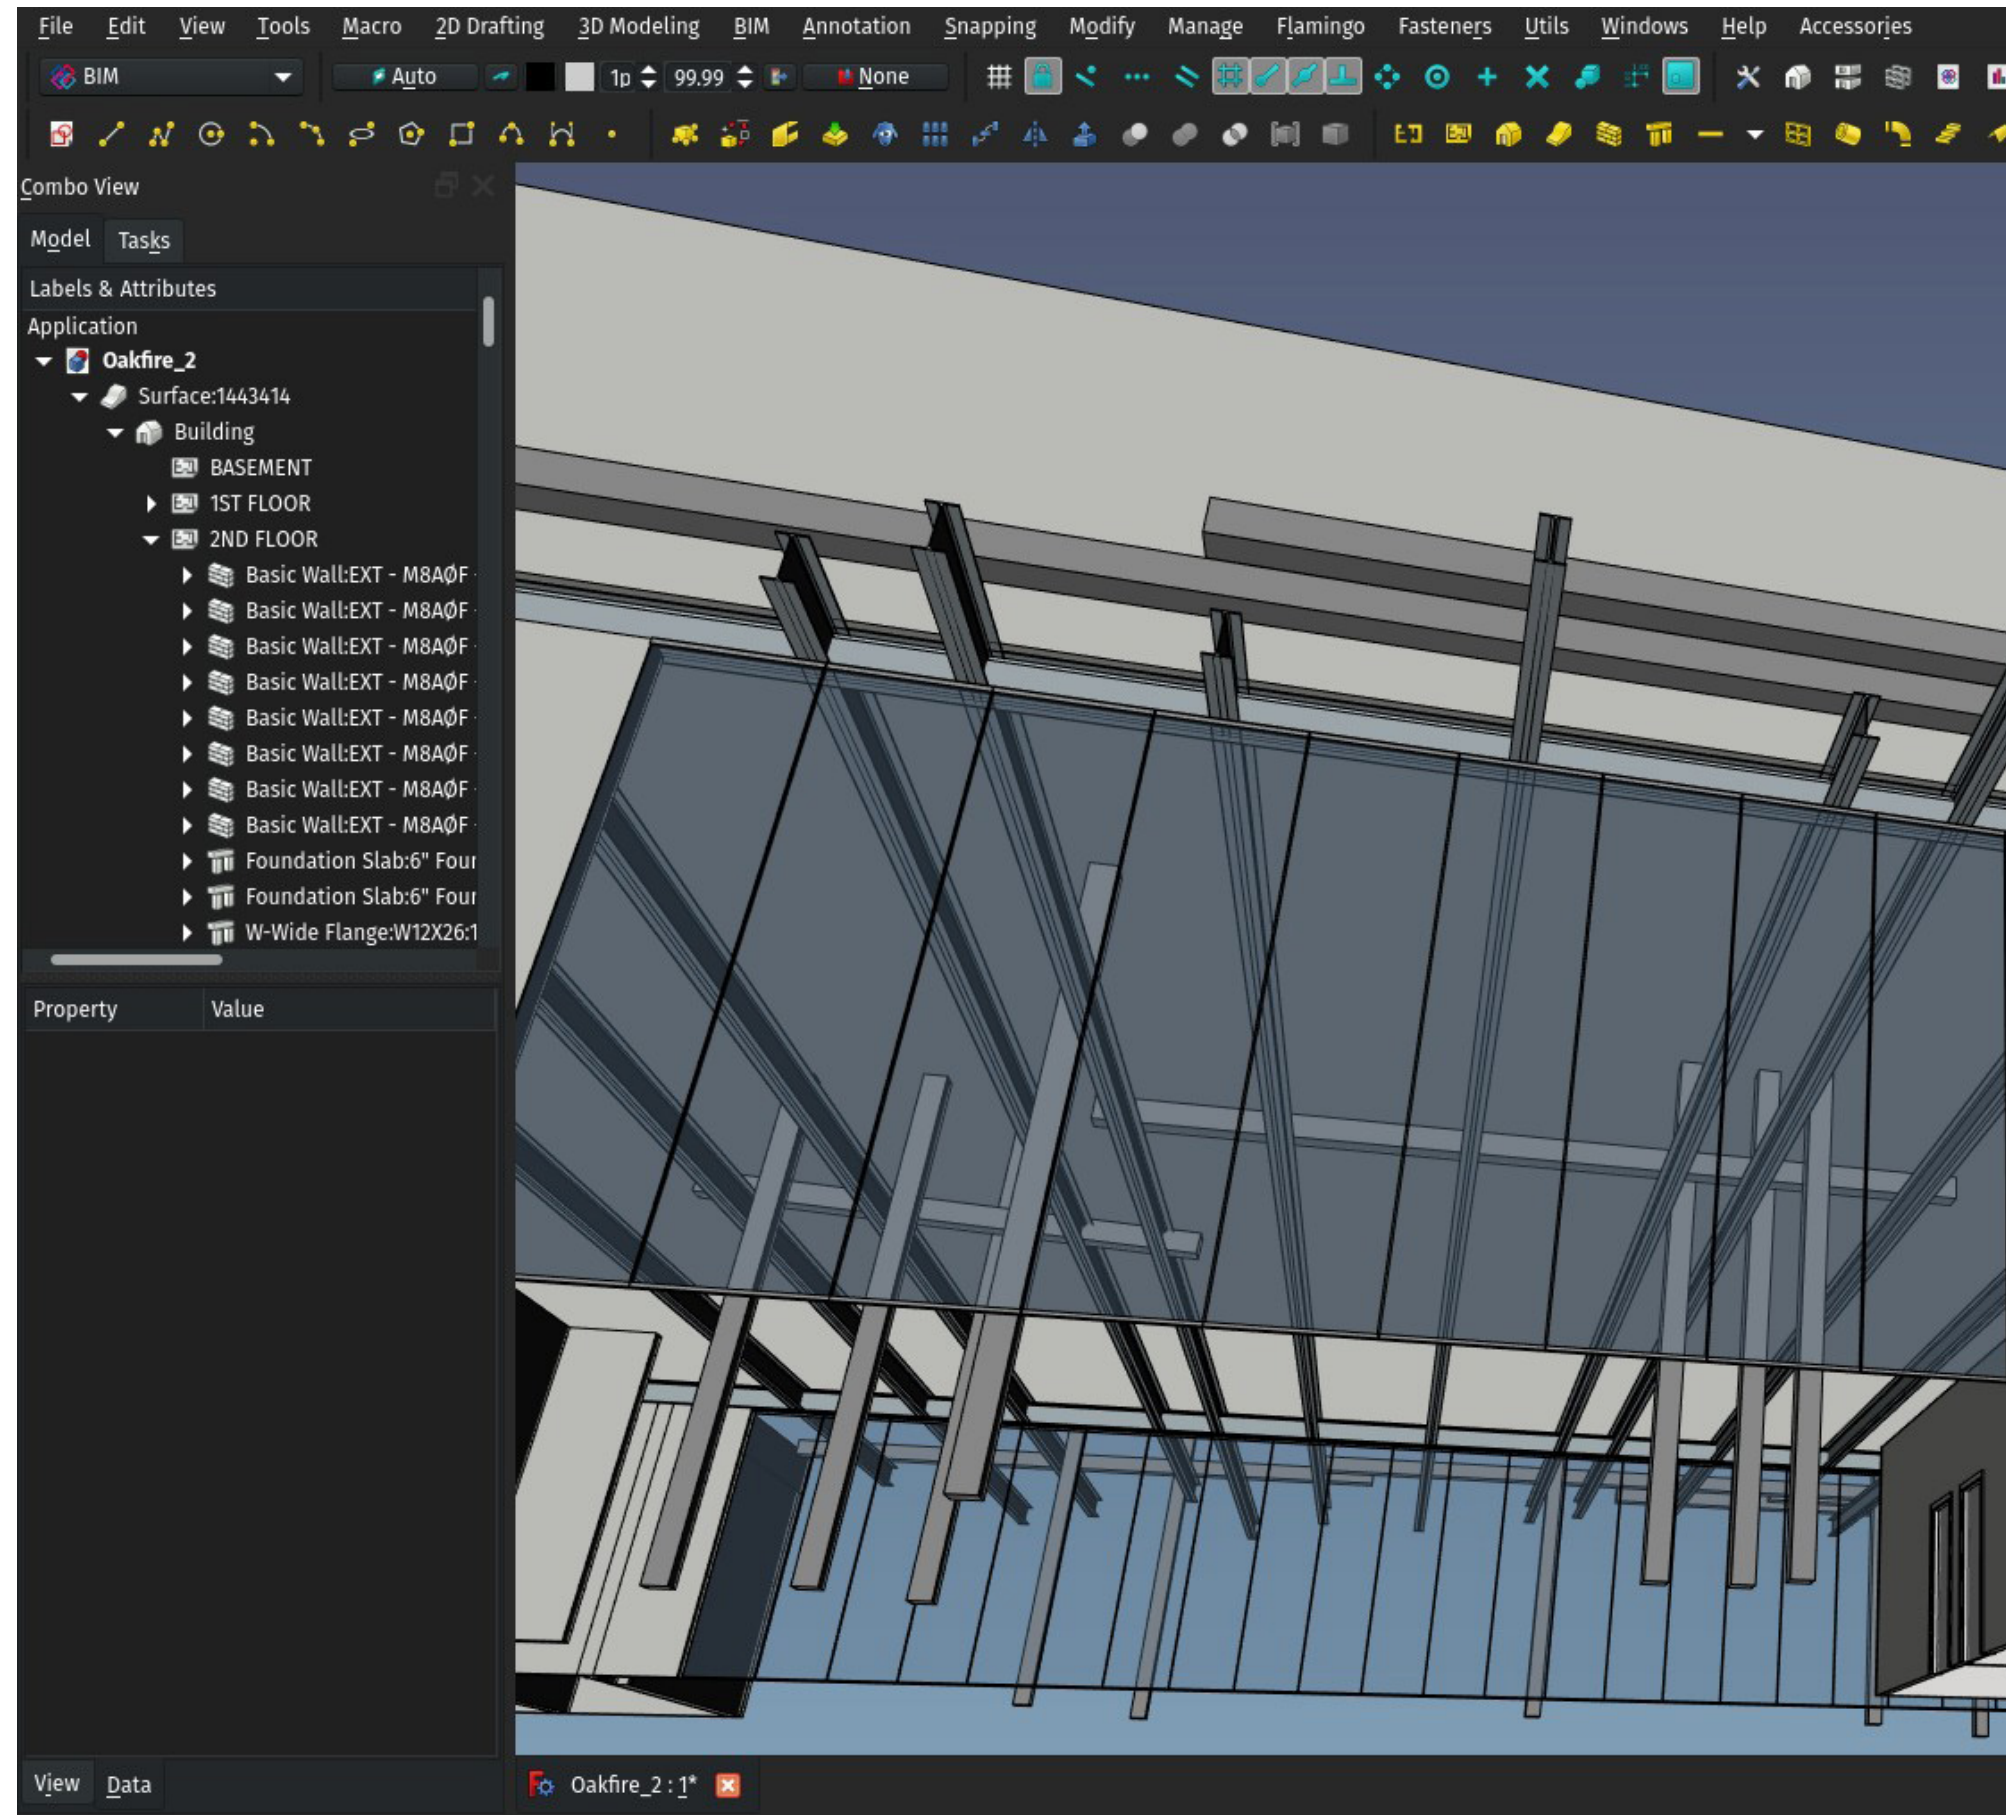 File Edit View Tools Macro 2D Drafting 3D Modeling BIM Annotation Snapping Modify Manage Flamingo Fasteners Utils Windows Help Accessories
BIM Auto 1p 99.99 None
Combo View
Model Tasks
Labels & Attributes
Application
Oakfire_2
Surface:1443414
Building
BASEMENT
1ST FLOOR
2ND FLOOR
Basic Wall:EXT - M8AØF
Basic Wall:EXT - M8AØF
Basic Wall:EXT - M8AØF
Basic Wall:EXT - M8AØF
Basic Wall:EXT - M8AØF
Basic Wall:EXT - M8AØF
Basic Wall:EXT - M8AØF
Basic Wall:EXT - M8AØF
Foundation Slab:6" Four
Foundation Slab:6" Four
W-Wide Flange:W12X26:1
Property Value
View Data
Oakfire_2 : 1*